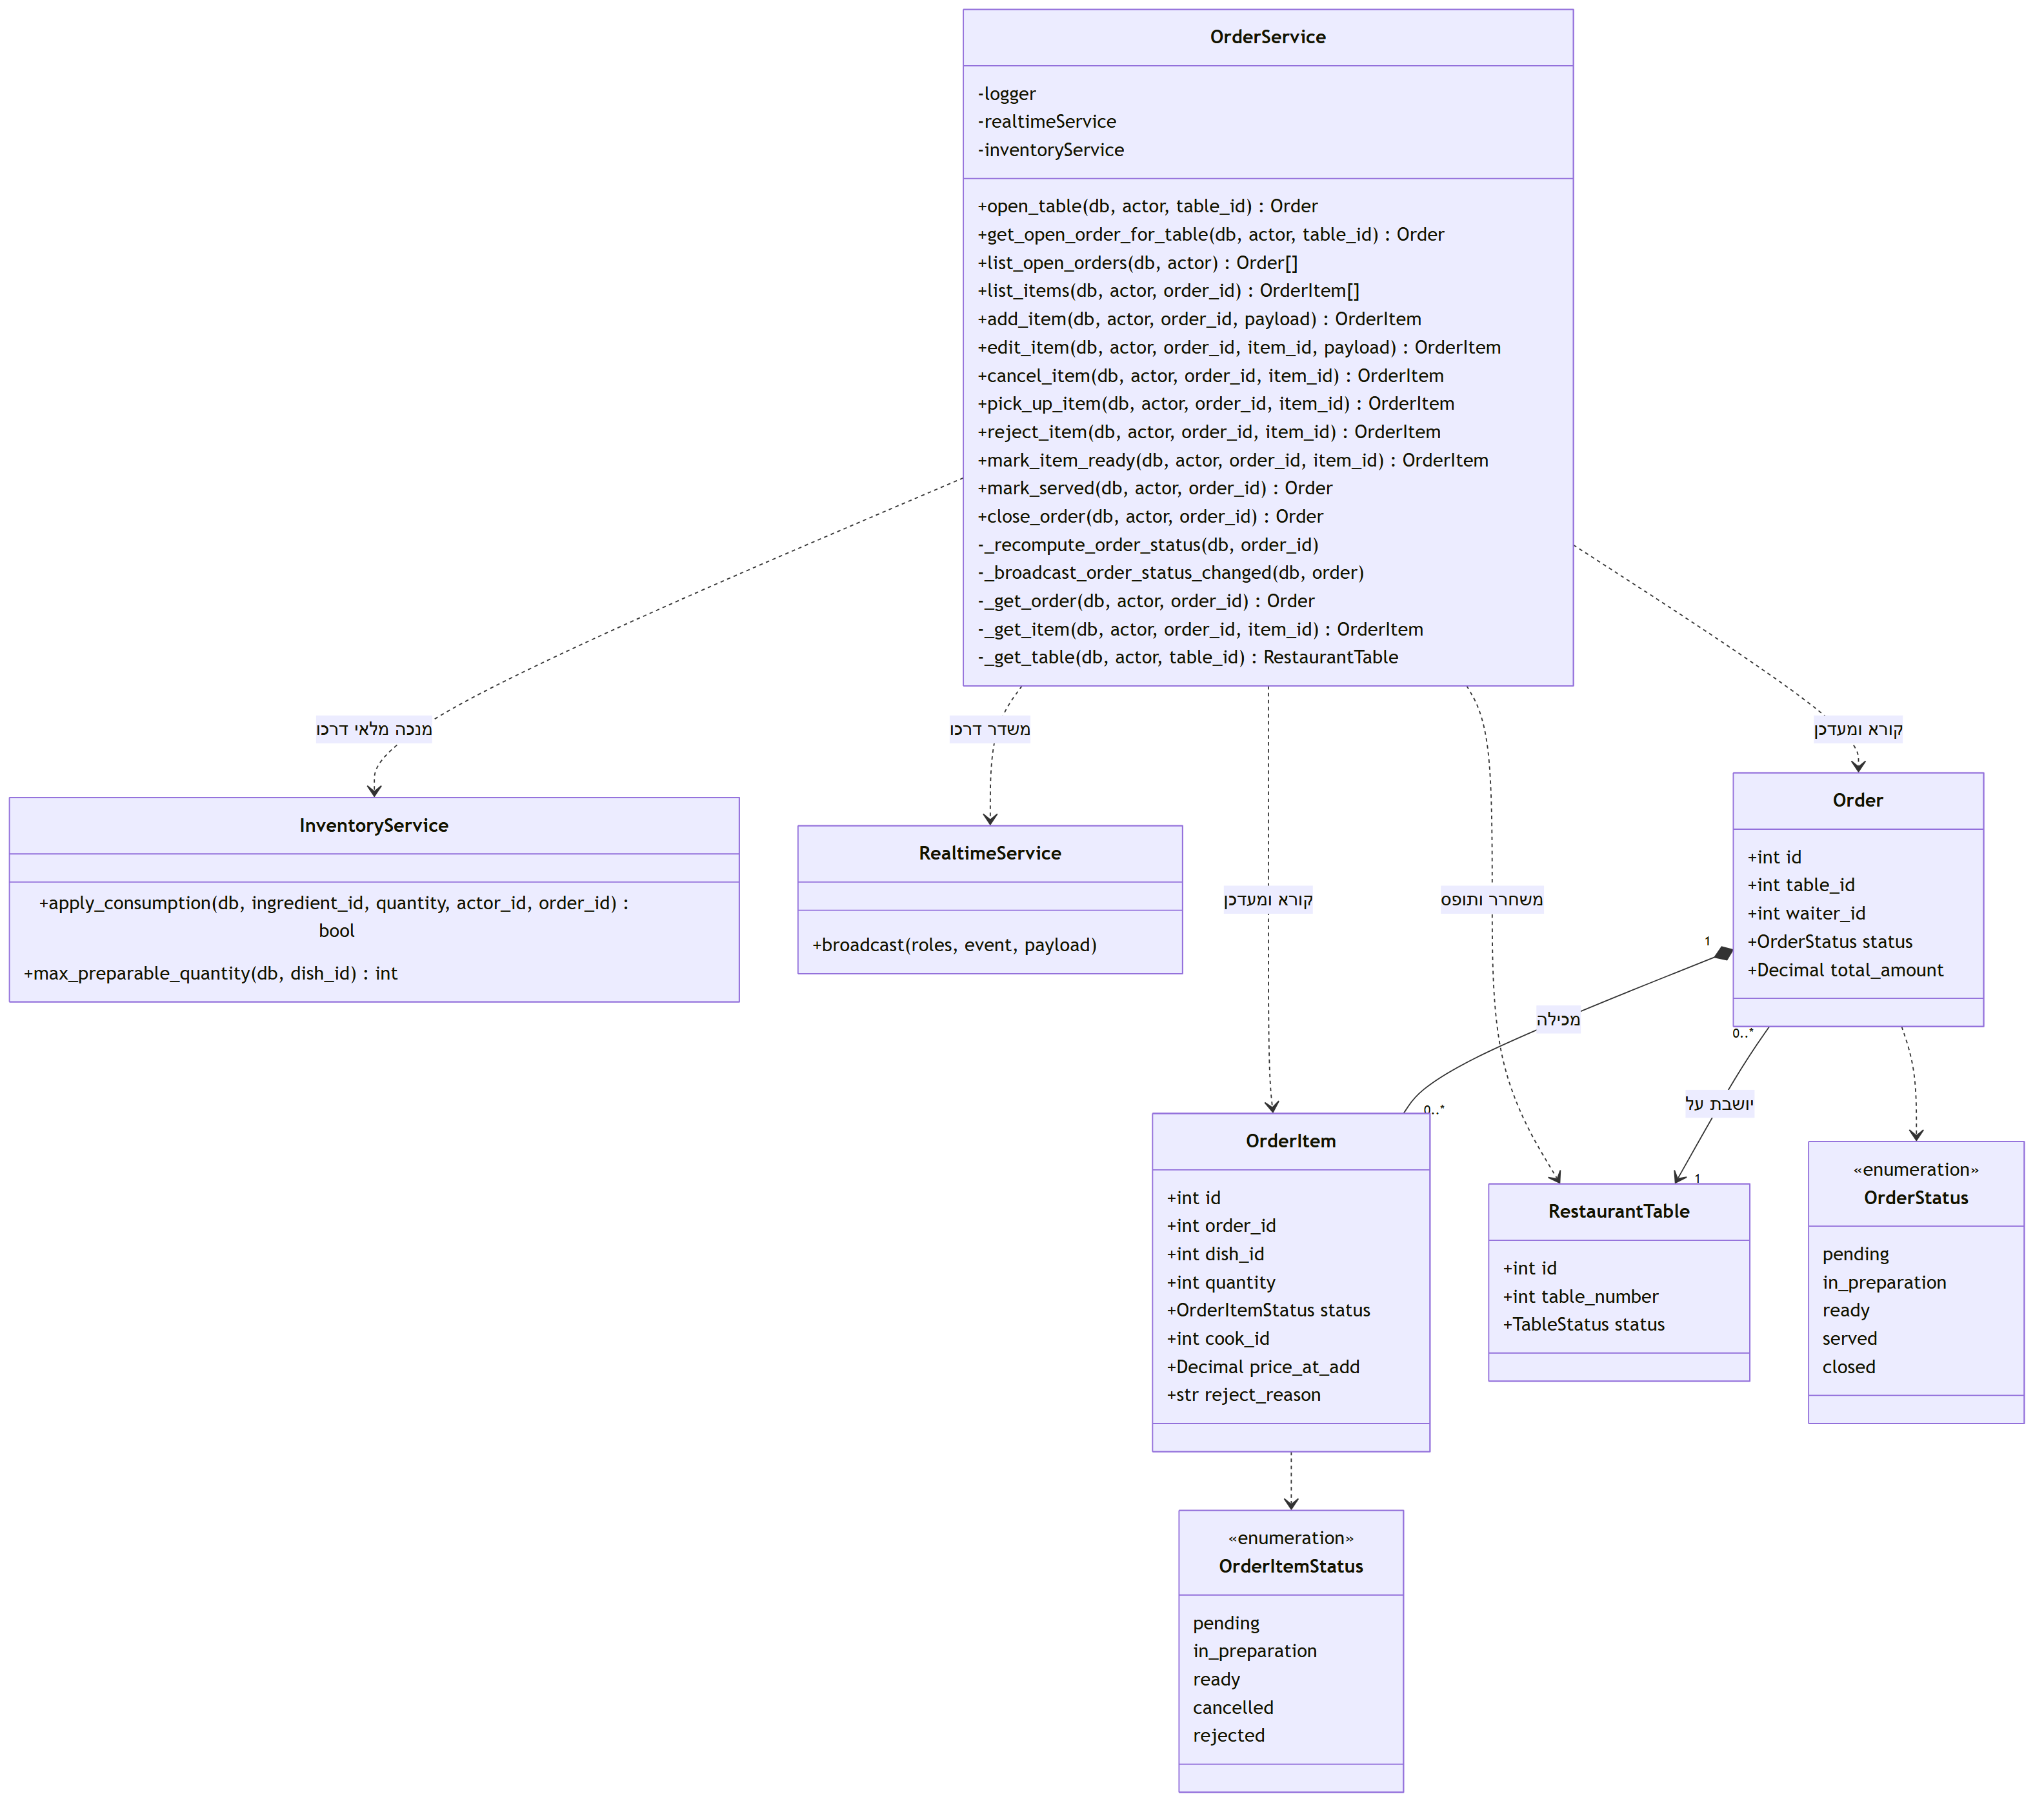 OrderService
-logger
-realtimeService
-inventoryService
+open_table(db, actor, table_id) : Order
+get_open_order_for_table(db, actor, table_id) : Order
+list_open_orders(db, actor) : Order[]
+list_items(db, actor, order_id) : OrderItem[]
+add_item(db, actor, order_id, payload) : OrderItem
+edit_item(db, actor, order_id, item_id, payload) : OrderItem
+cancel_item(db, actor, order_id, item_id) : OrderItem
+pick_up_item(db, actor, order_id, item_id) : OrderItem
+reject_item(db, actor, order_id, item_id) : OrderItem
+mark_item_ready(db, actor, order_id, item_id) : OrderItem
+mark_served(db, actor, order_id) : Order
+close_order(db, actor, order_id) : Order
-_recompute_order_status(db, order_id)
-_broadcast_order_status_changed(db, order)
-_get_order(db, actor, order_id) : Order
-_get_item(db, actor, order_id, item_id) : OrderItem
-_get_table(db, actor, table_id) : RestaurantTable
מנכה מלאי דרכו
משדר דרכו
קורא ומעדכן
InventoryService
+apply_consumption(db, ingredient_id, quantity, actor_id, order_id) :
bool
+max_preparable_quantity(db, dish_id) : int
RealtimeService
+broadcast(roles, event, payload)
קורא ומעדכן
משחרר ותופס
Order
+int id
+int table_id
+int waiter_id
+OrderStatus status
+Decimal total_amount
1
מכילה
0..*
0..*
יושבת על
1
OrderItem
+int id
+int order_id
+int dish_id
+int quantity
+OrderItemStatus status
+int cook_id
+Decimal price_at_add
+str reject_reason
RestaurantTable
+int id
+int table_number
+TableStatus status
«enumeration»
OrderStatus
pending
in_preparation
ready
served
closed
«enumeration»
OrderItemStatus
pending
in_preparation
ready
cancelled
rejected